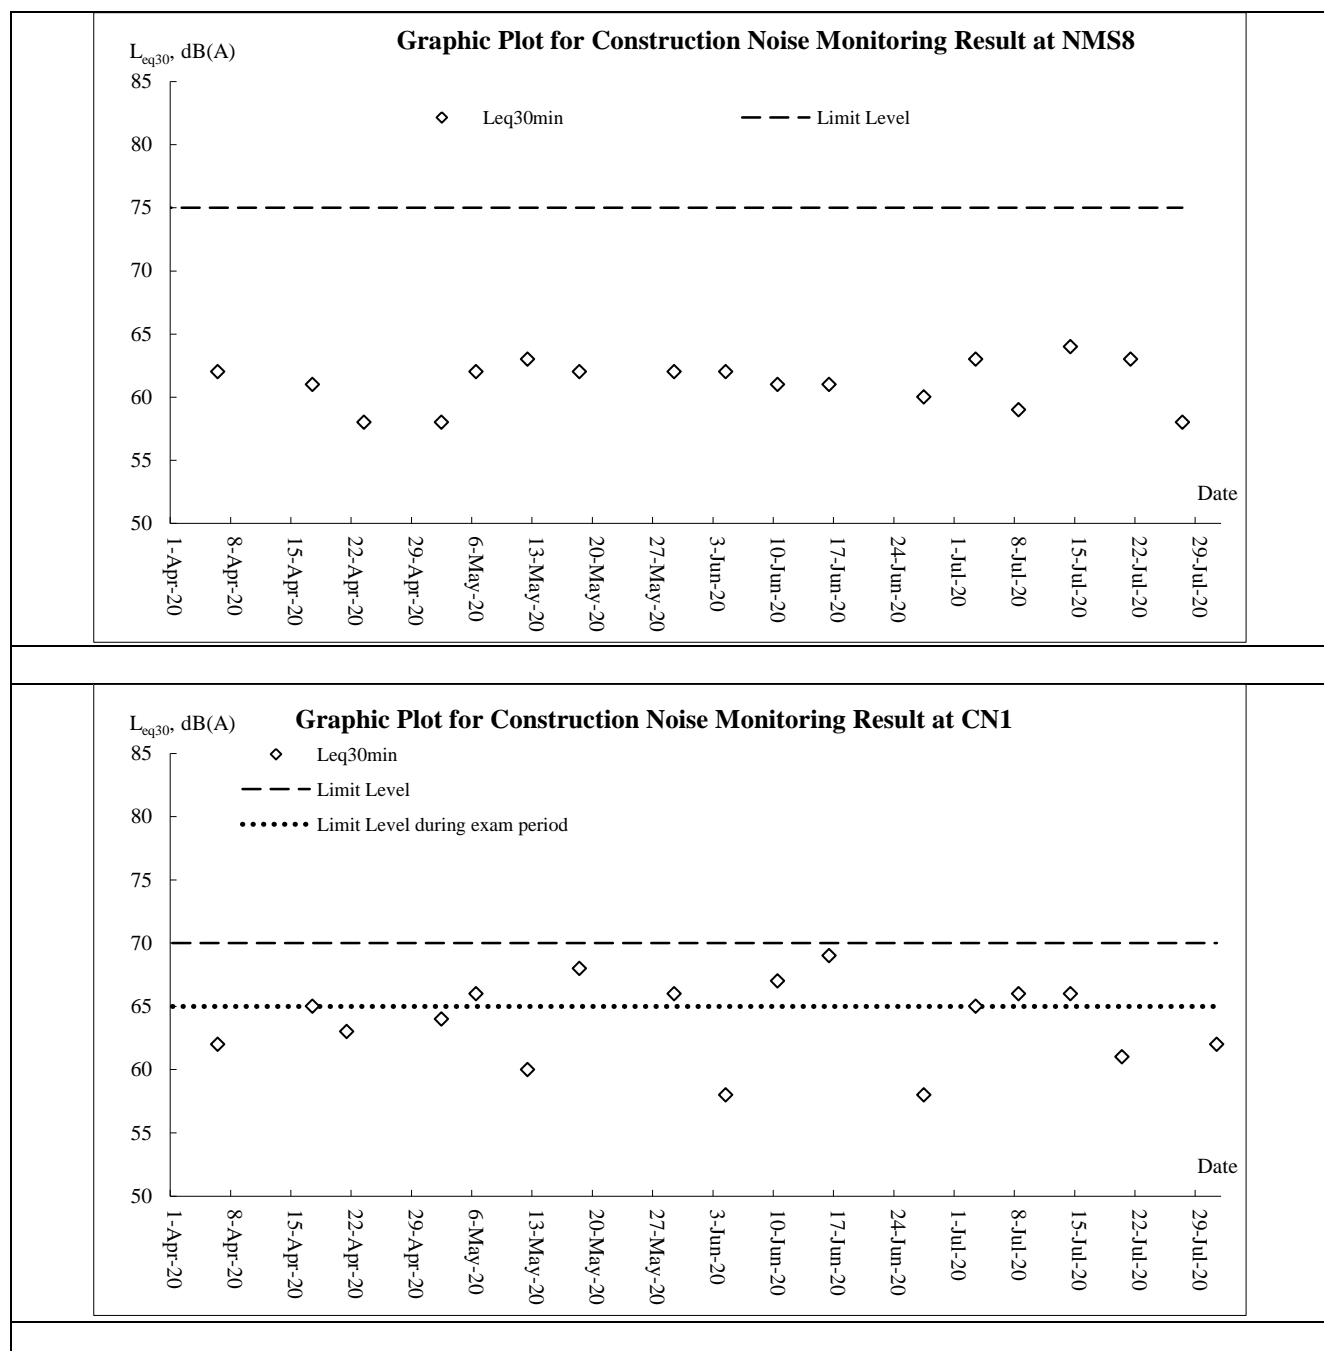 Graphic Plot for Construction Noise Monitoring Result at NMS8
Leq30, dB(A)
85
Leq30min
Limit Level
80
75
70
65
60
55
Date
50
1-Apr-20
8-Apr-20
15-Apr-20
22-Apr-20
29-Apr-20
6-May-20
13-May-20
20-May-20
27-May-20
3-Jun-20
10-Jun-20
17-Jun-20
24-Jun-20
1-Jul-20
8-Jul-20
15-Jul-20
22-Jul-20
29-Jul-20
Graphic Plot for Construction Noise Monitoring Result at CN1
Leq30, dB(A)
85
Leq30min
Limit Level
Limit Level during exam period
80
75
70
65
60
55
Date
50
1-Apr-20
8-Apr-20
15-Apr-20
22-Apr-20
29-Apr-20
6-May-20
13-May-20
20-May-20
27-May-20
3-Jun-20
10-Jun-20
17-Jun-20
24-Jun-20
1-Jul-20
8-Jul-20
15-Jul-20
22-Jul-20
29-Jul-20